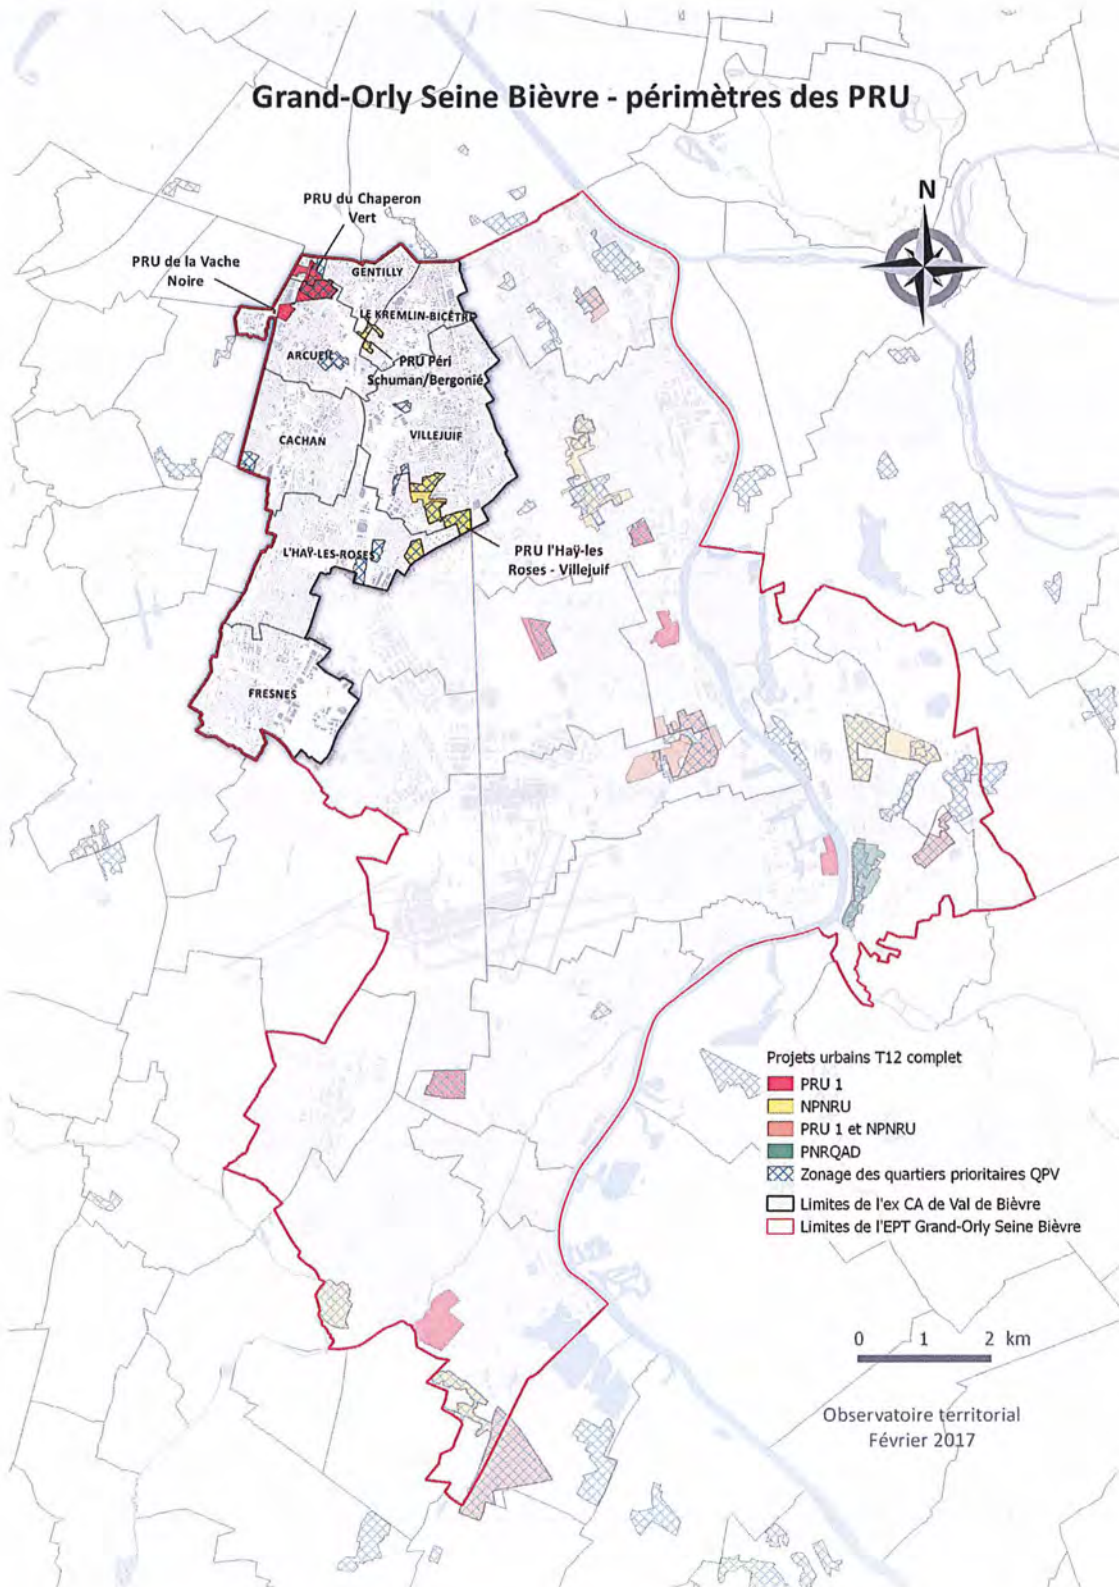 Grand-Orly Seine Bièvre - périmètres des PRU
N
PRU du Chaperon
Vert
PRU de la Vache
Noire
GENTILLY
LE KREMLIN-BICÊTRE
ARCUEIL
PRU Péri
Schuman/Bergonié
CACHAN
VILLEJUIF
L'HAŸ-LES-ROSES
PRU l'Haÿ-les
Roses - Villejuif
FRESNES
Projets urbains T12 complet
PRU 1
NPNRU
PRU 1 et NPNRU
PNRQAD
Zonage des quartiers prioritaires QPV
Limites de l'ex CA de Val de Bièvre
Limites de l'EPT Grand-Orly Seine Bièvre
0 1 2 km
Observatoire territorial
Février 2017